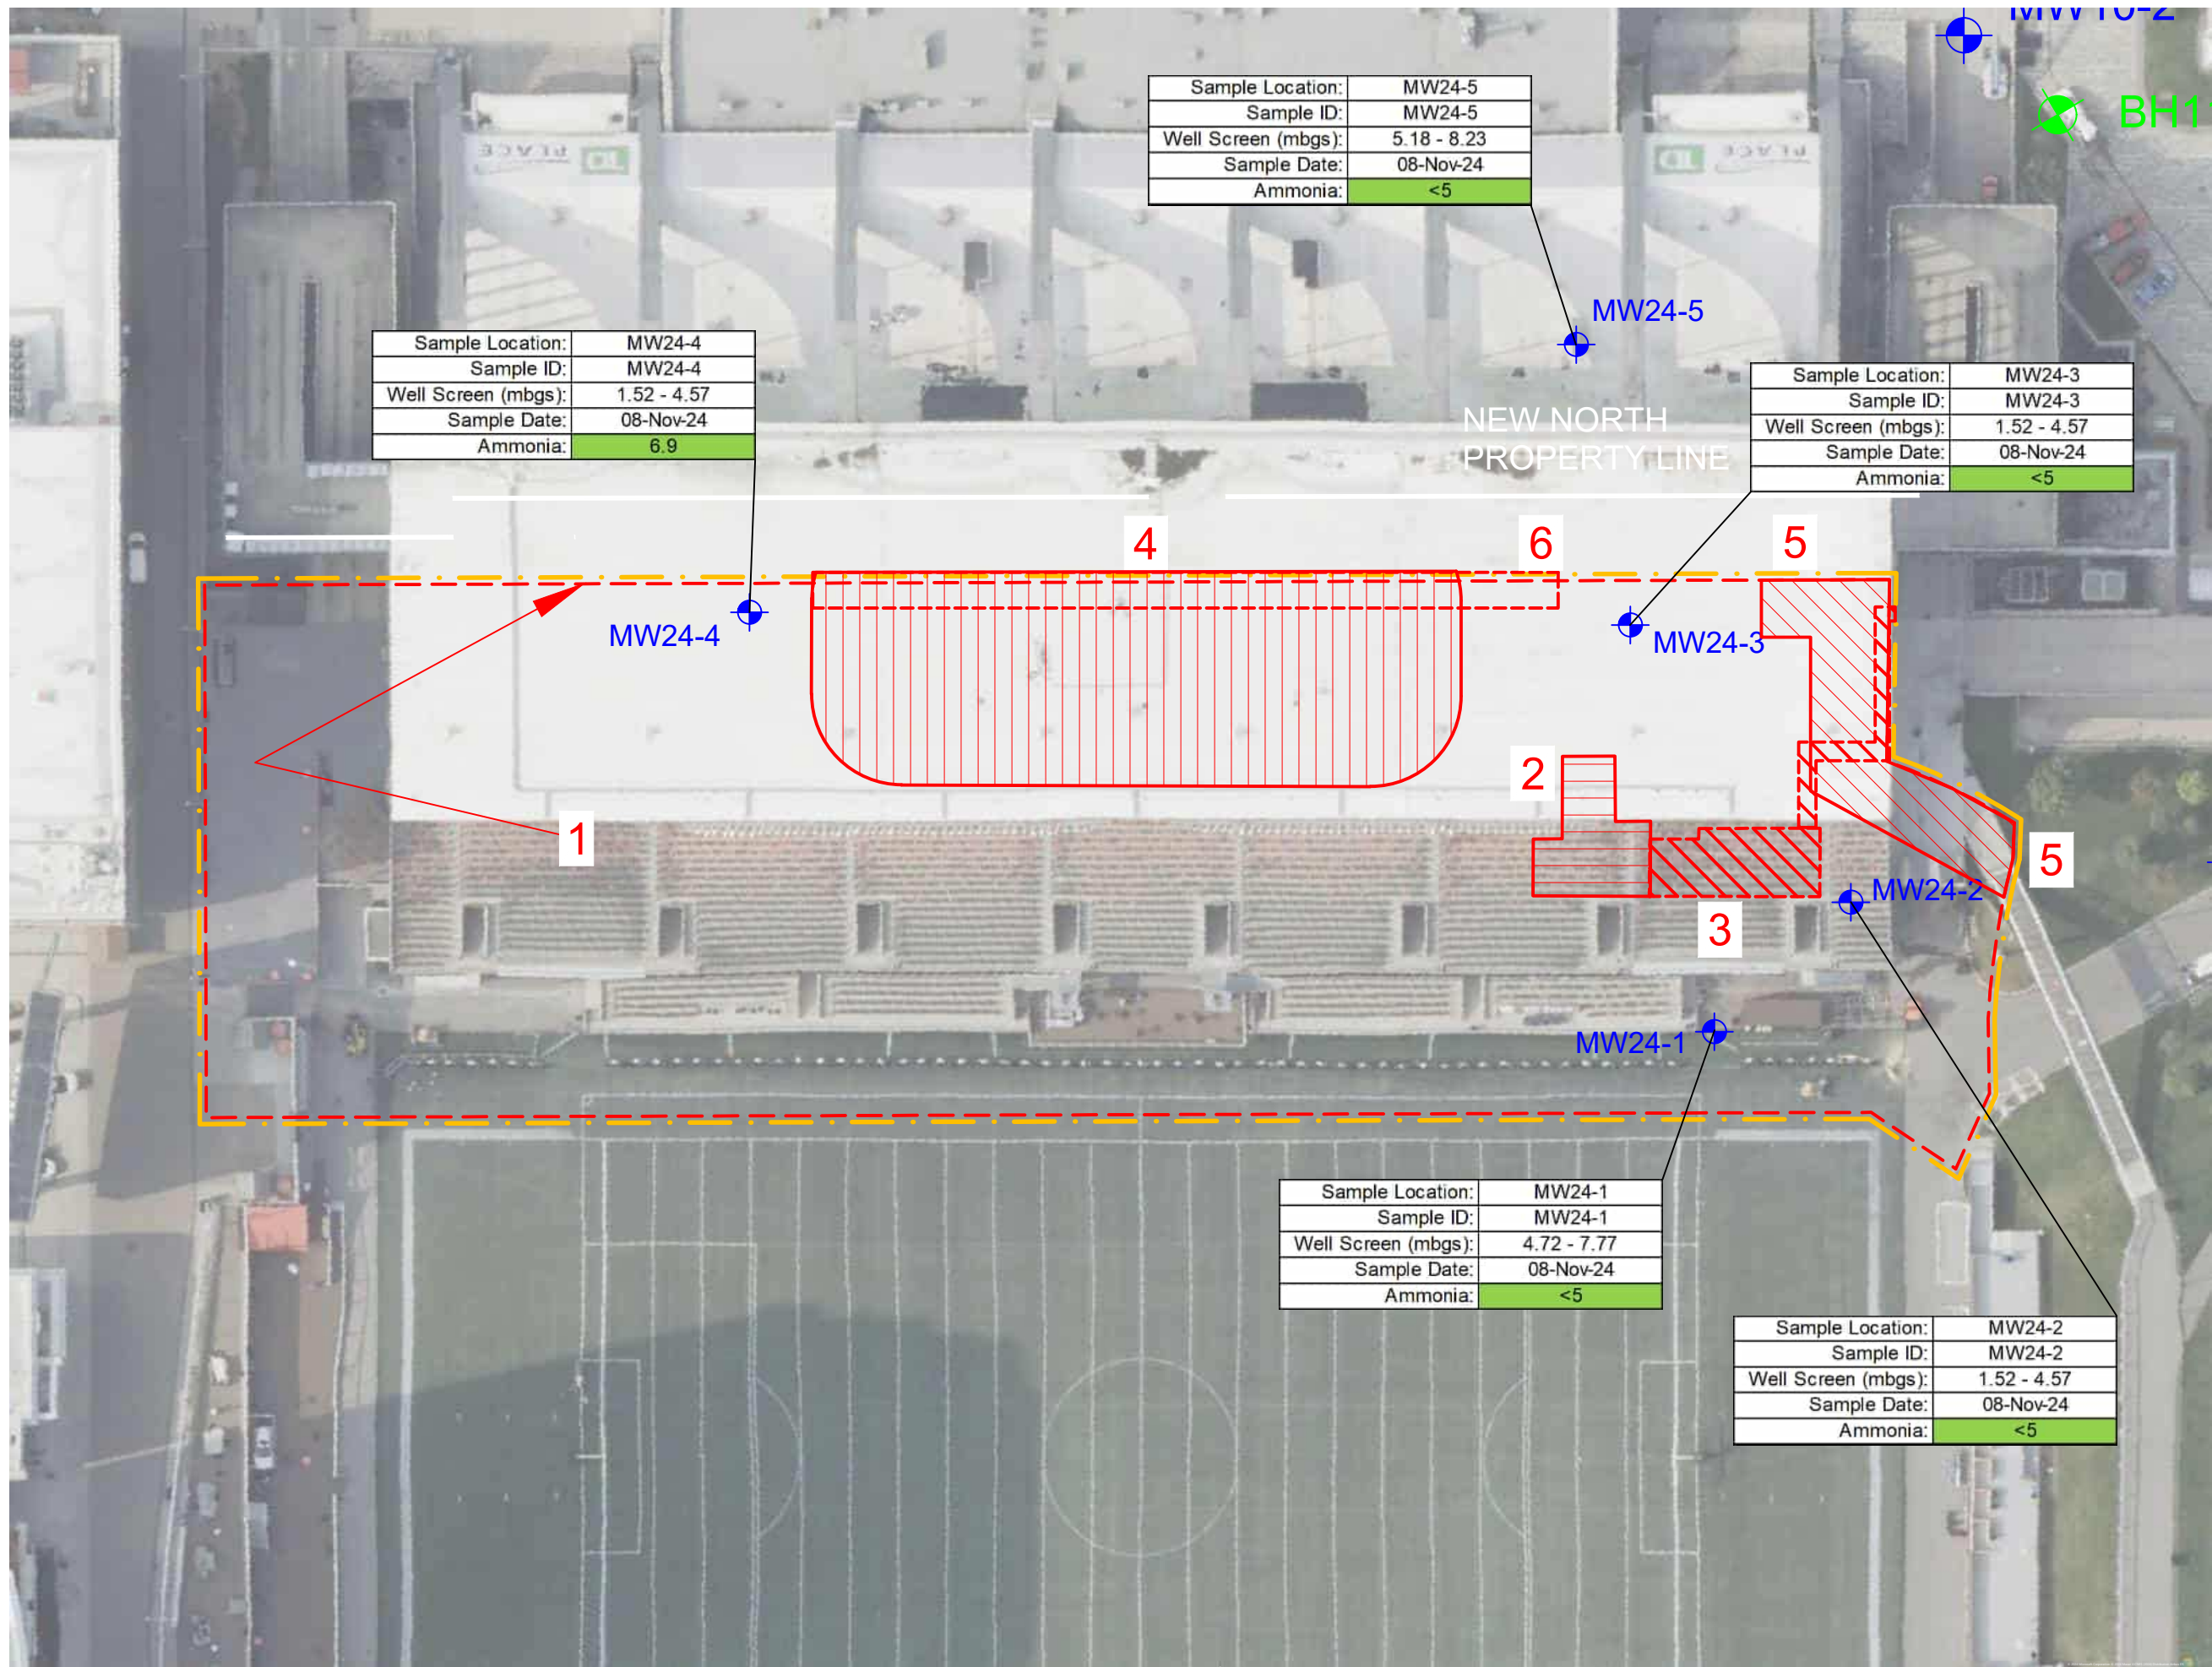 Sample Location: MW24-5
Sample ID: MW24-5
Well Screen (mbgs): 5.18 - 8.23
Sample Date: 08-Nov-24
Ammonia: <5
PLACE TD
TD PLACE
MW24-5
Sample Location: MW24-4
Sample ID: MW24-4
Well Screen (mbgs): 1.52 - 4.57
Sample Date: 08-Nov-24
Ammonia: 6.9
Sample Location: MW24-3
Sample ID: MW24-3
Well Screen (mbgs): 1.52 - 4.57
Sample Date: 08-Nov-24
Ammonia: <5
NEW NORTH
PROPERTY LINE
4
6
5
MW24-4
MW24-3
2
1
5
MW24-2
3
MW24-1
Sample Location: MW24-1
Sample ID: MW24-1
Well Screen (mbgs): 4.72 - 7.77
Sample Date: 08-Nov-24
Ammonia: <5
Sample Location: MW24-2
Sample ID: MW24-2
Well Screen (mbgs): 1.52 - 4.57
Sample Date: 08-Nov-24
Ammonia: <5